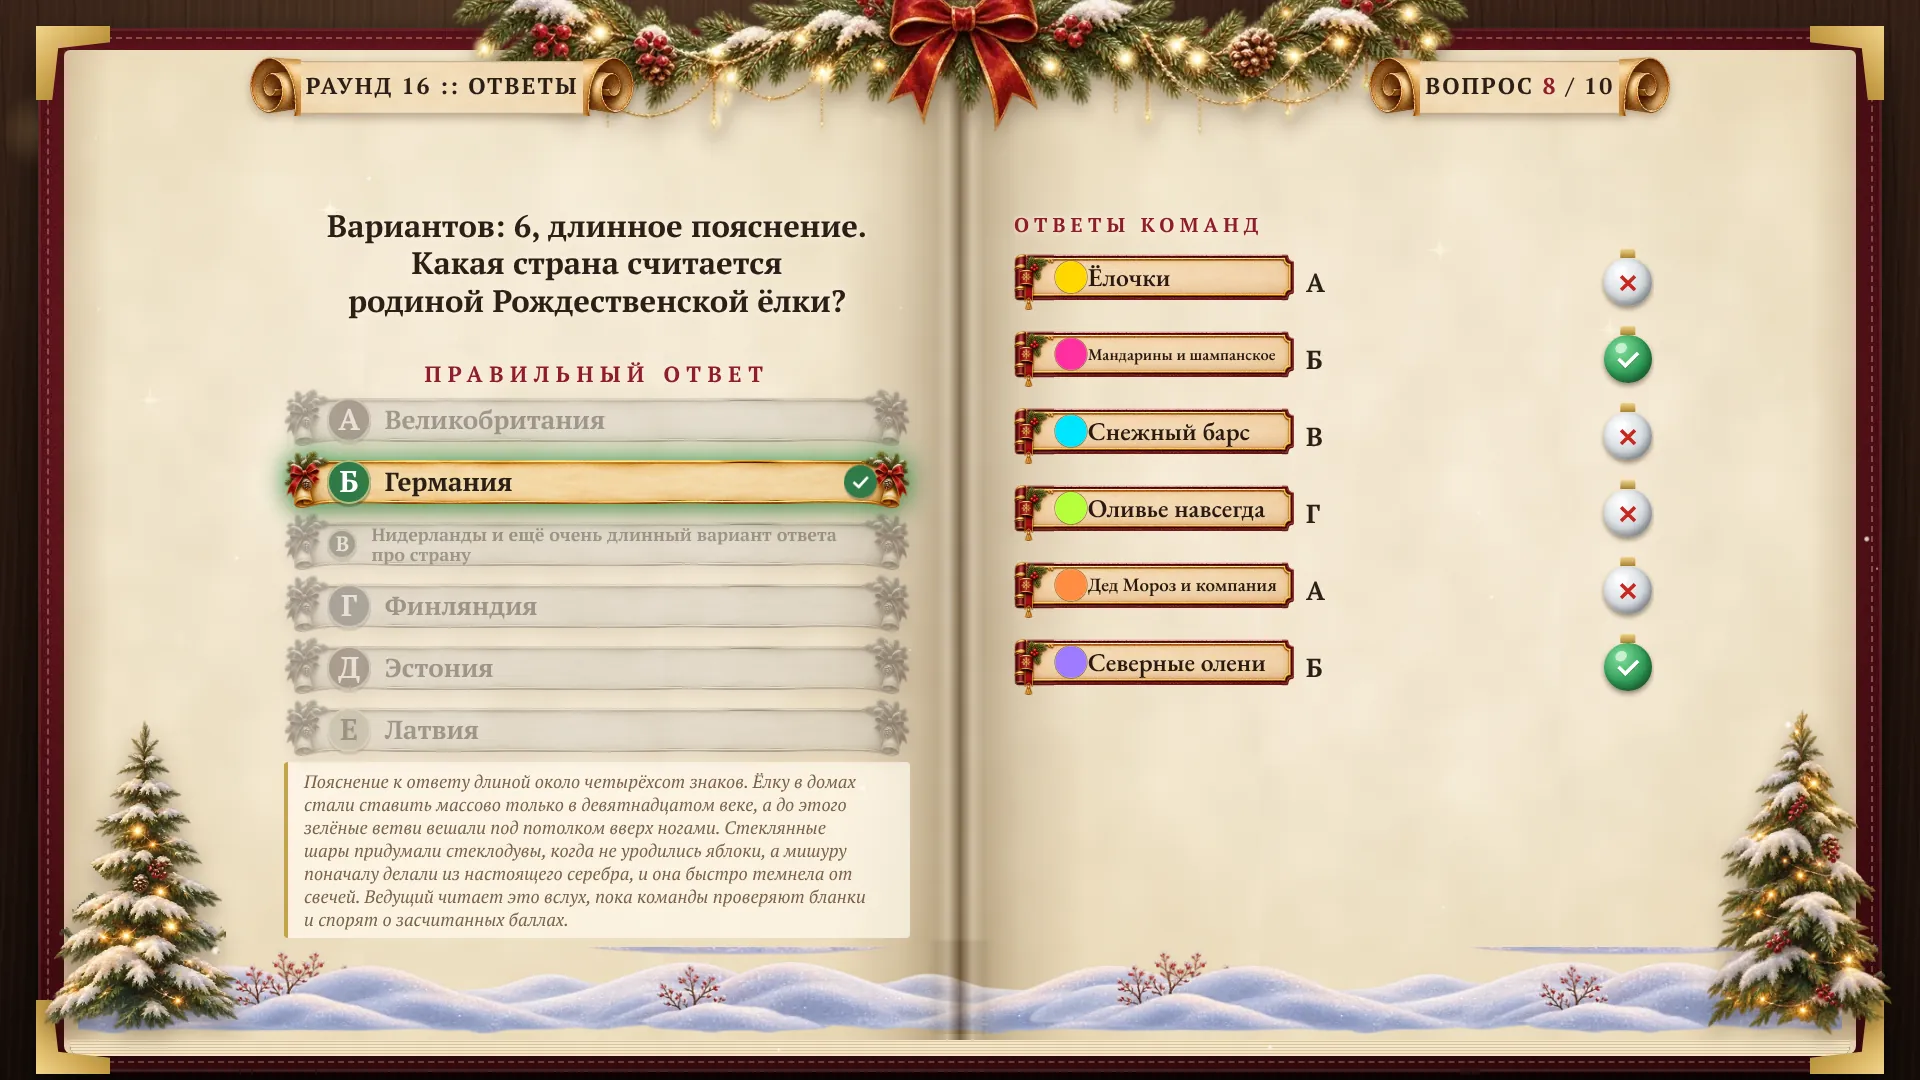 РАУНД 16 :: ОТВЕТЫ
ВОПРОС 8 / 10
Вариантов: 6, длинное пояснение.
Какая страна считается
родиной Рождественской ёлки?
ПРАВИЛЬНЫЙ ОТВЕТ
А Великобритания
Б Германия
В Нидерланды и ещё очень длинный вариант ответа
про страну
Г Финляндия
Д Эстония
Е Латвия
Пояснение к ответу длиной около четырёхсот знаков. Ёлку в домах
стали ставить массово только в девятнадцатом веке, а до этого
зелёные ветви вешали под потолком вверх ногами. Стеклянные
шары придумали стеклодувы, когда не уродились яблоки, а мишуру
поначалу делали из настоящего серебра, и она быстро темнела от
свечей. Ведущий читает это вслух, пока команды проверяют бланки
и спорят о засчитанных баллах.
ОТВЕТЫ КОМАНД
Ёлочки А
Мандарины и шампанское Б
Снежный барс В
Оливье навсегда Г
Дед Мороз и компания А
Северные олени Б